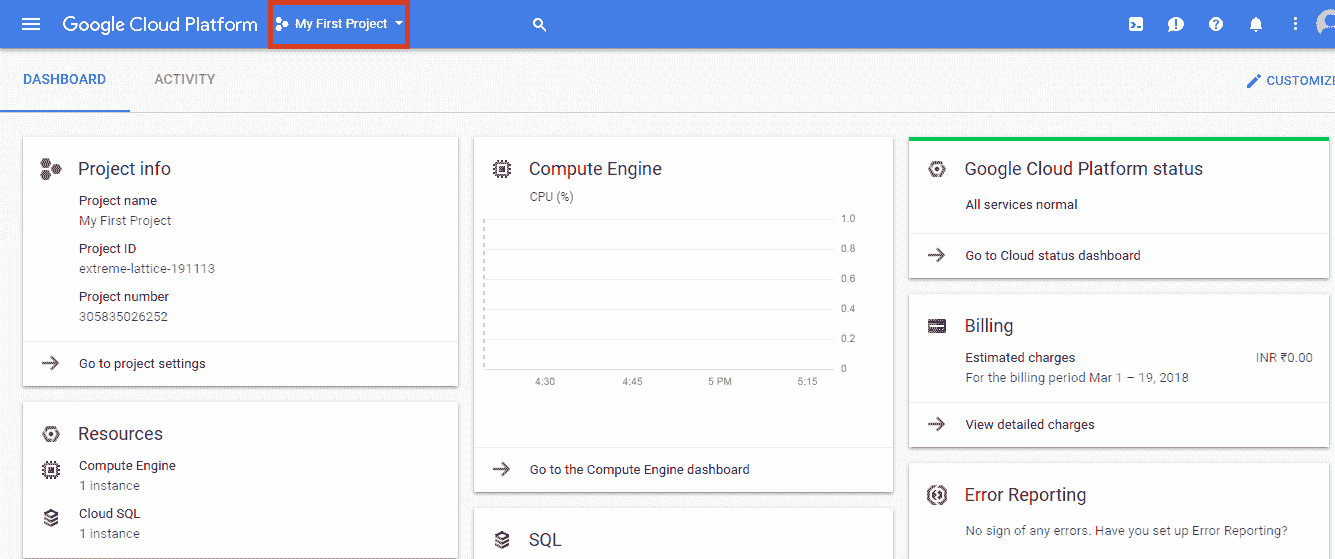 Google Cloud Platform My First Project
DASHBOARD ACTIVITY CUSTOMIZE
Project info
Project name
My First Project
Project ID
extreme-lattice-191113
Project number
305835026252
Go to project settings
Resources
Compute Engine
1 instance
Cloud SQL
1 instance
Compute Engine
CPU (%)
1.0
0.8
0.6
0.4
0.2
0
4:30 4:45 5 PM 5:15
Go to the Compute Engine dashboard
SQL
Google Cloud Platform status
All services normal
Go to Cloud status dashboard
Billing
Estimated charges INR ₹0.00
For the billing period Mar 1 – 19, 2018
View detailed charges
Error Reporting
No sign of any errors. Have you set up Error Reporting?